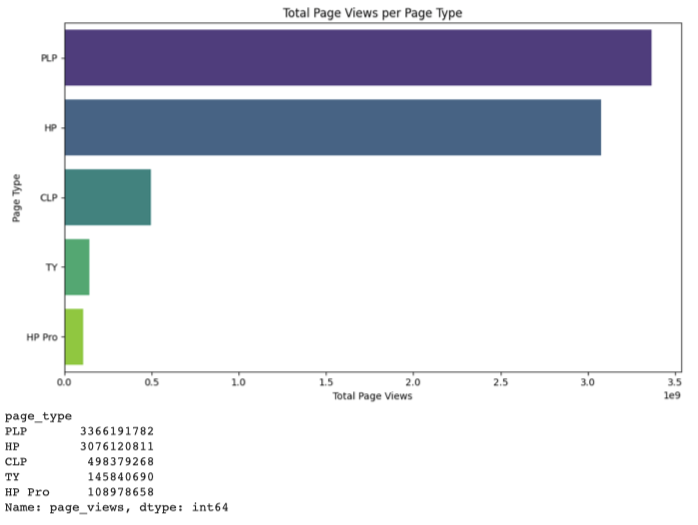 Total Page Views per Page Type
PLP
HP
CLP
TY
HP Pro
Page Type
0.0 0.5 1.0 1.5 2.0 2.5 3.0 3.5
1e9
Total Page Views
page_type
PLP 3366191782
HP 3076120811
CLP 498379268
TY 145840690
HP Pro 108978658
Name: page_views, dtype: int64